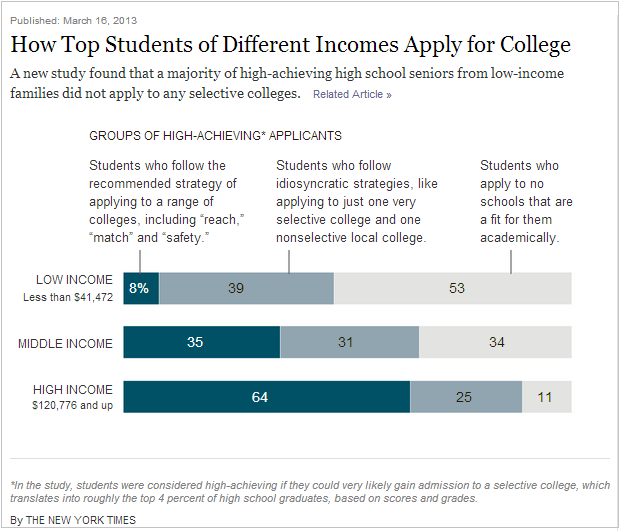 Published: March 16, 2013
How Top Students of Different Incomes Apply for College
A new study found that a majority of high-achieving high school seniors from low-income
families did not apply to any selective colleges. Related Article »
GROUPS OF HIGH-ACHIEVING* APPLICANTS
Students who follow the
recommended strategy of
applying to a range of
colleges, including “reach,”
“match” and “safety.”
Students who follow
idiosyncratic strategies, like
applying to just one very
selective college and one
nonselective local college.
Students who
apply to no
schools that are
a fit for them
academically.
LOW INCOME
Less than $41,472
8% 39 53
MIDDLE INCOME
35 31 34
HIGH INCOME
$120,776 and up
64 25 11
*In the study, students were considered high-achieving if they could very likely gain admission to a selective college, which
translates into roughly the top 4 percent of high school graduates, based on scores and grades.
By THE NEW YORK TIMES